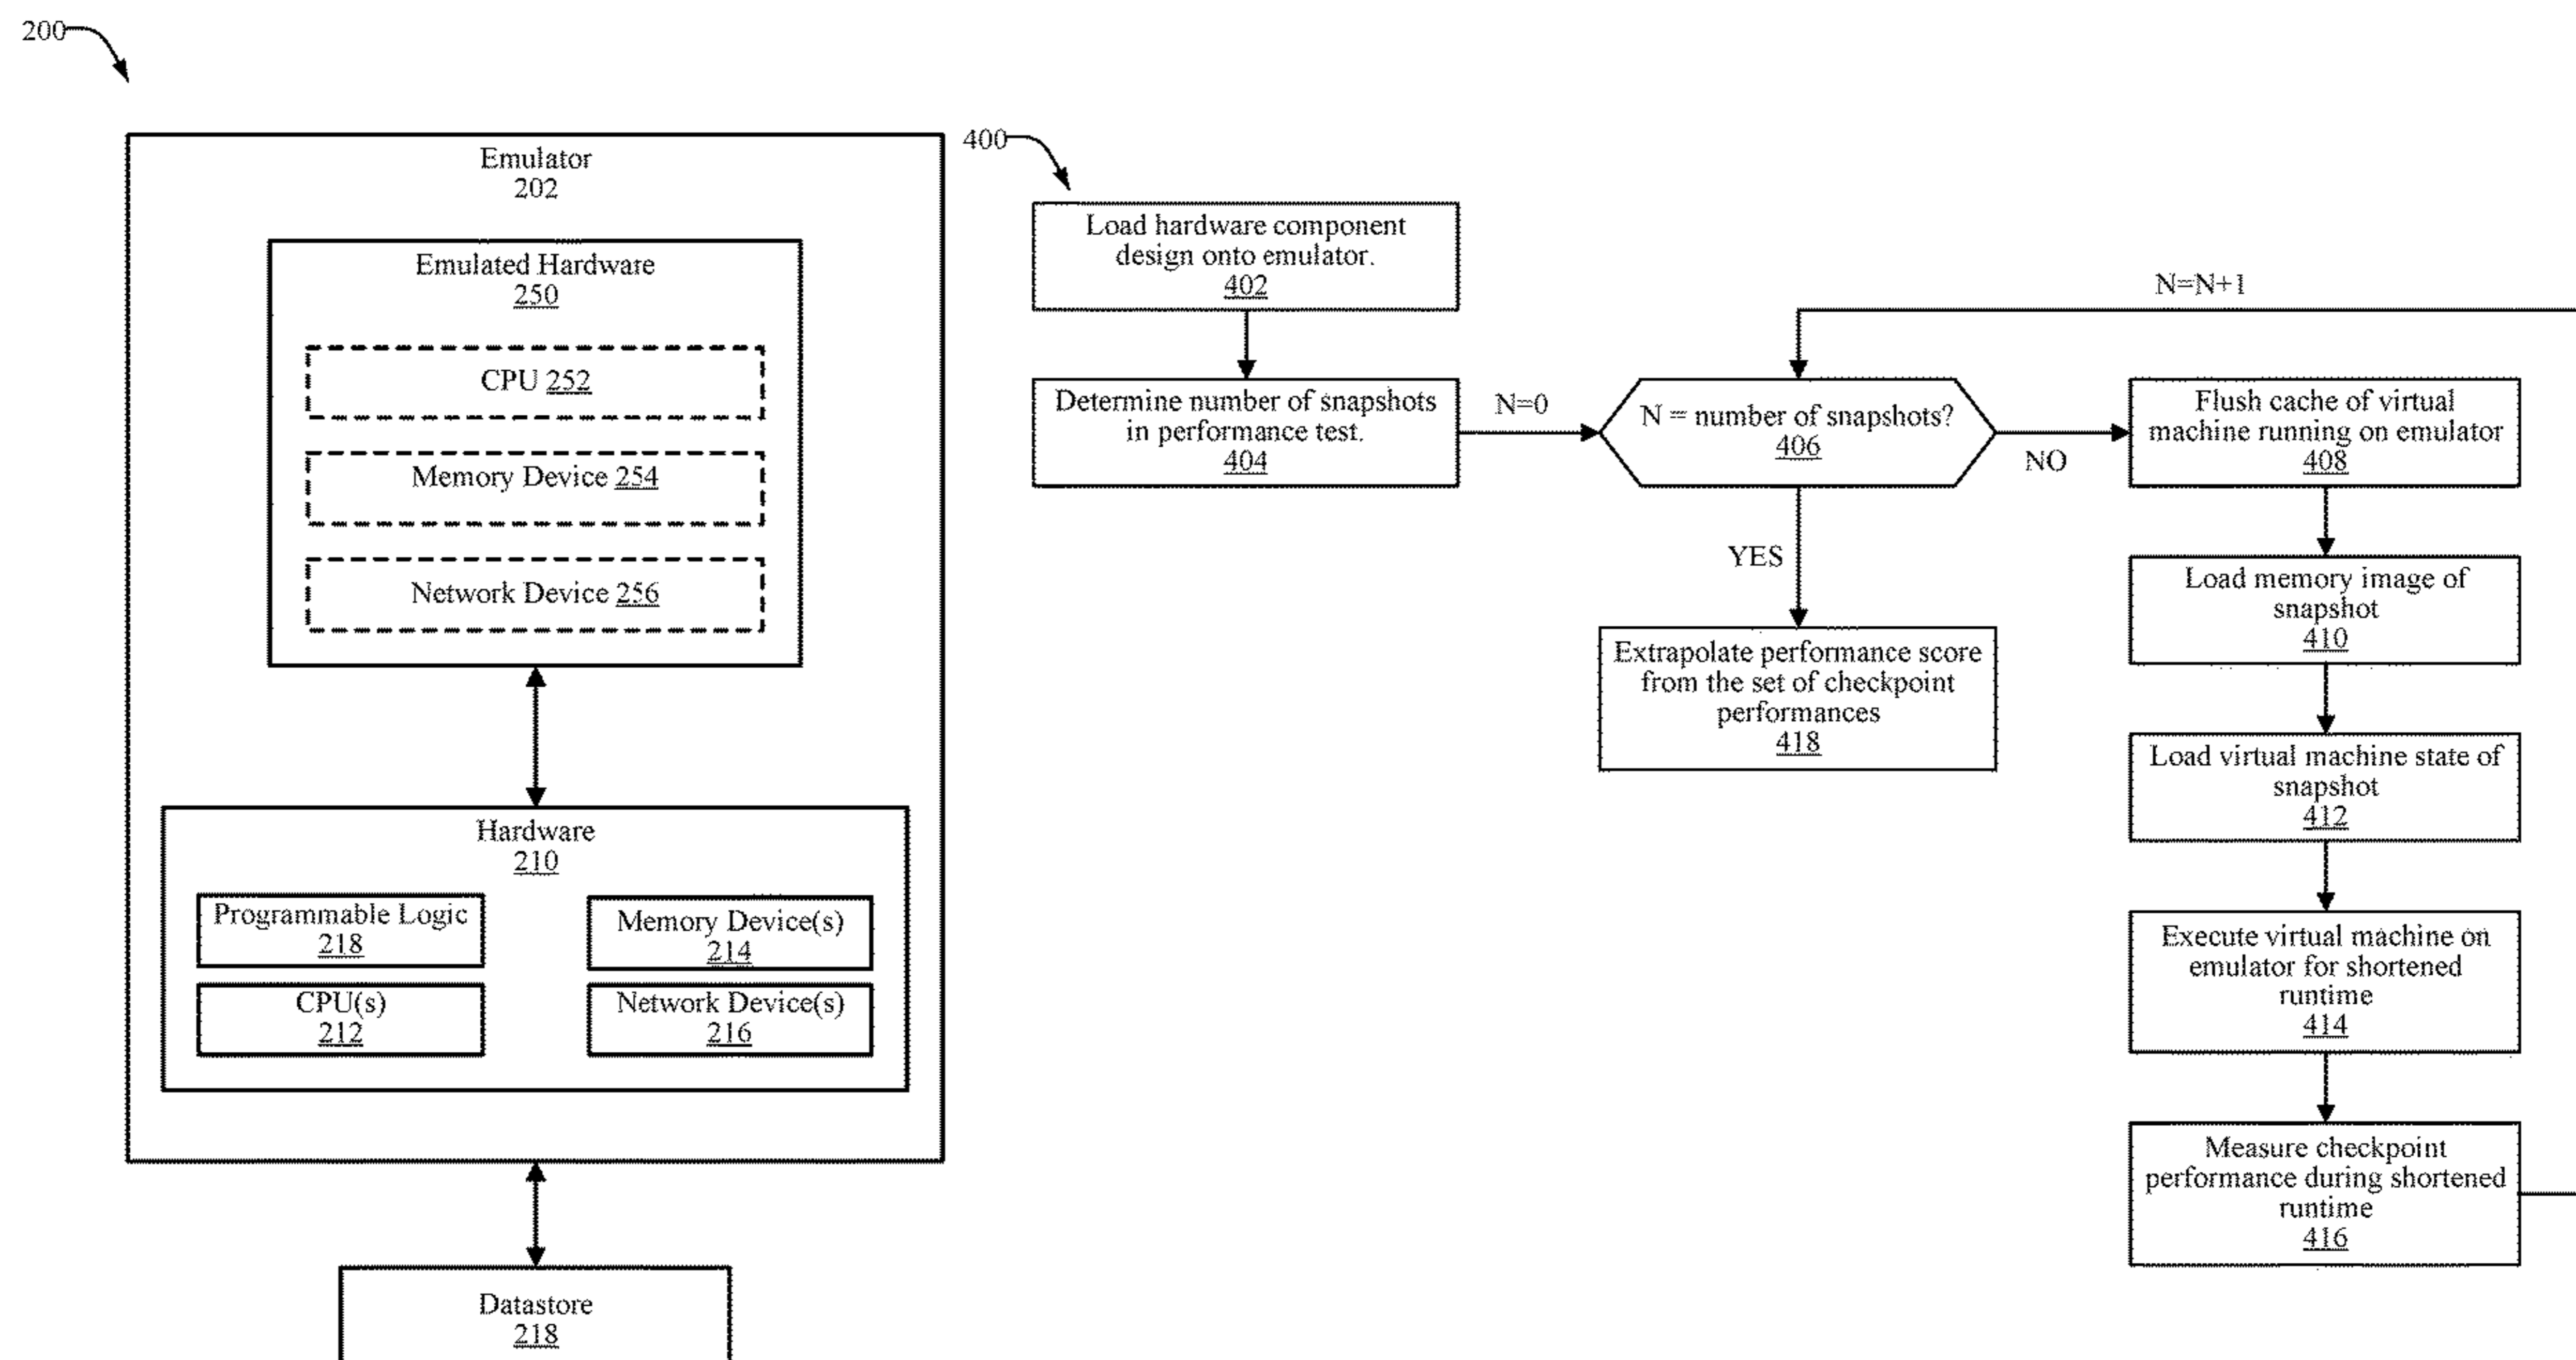 200
Emulator
202
Emulated Hardware
250
CPU 252
Memory Device 254
Network Device 256
Hardware
210
Programmable Logic
218
Memory Device(s)
214
CPU(s)
212
Network Device(s)
216
Datastore
218
400
Load hardware component
design onto emulator.
402
Determine number of snapshots
in performance test.
404
N=0
N = number of snapshots?
406
N=N+1
NO
YES
Extrapolate performance score
from the set of checkpoint
performances
418
Flush cache of virtual
machine running on emulator
408
Load memory image of
snapshot
410
Load virtual machine state of
snapshot
412
Execute virtual machine on
emulator for shortened
runtime
414
Measure checkpoint
performance during shortened
runtime
416